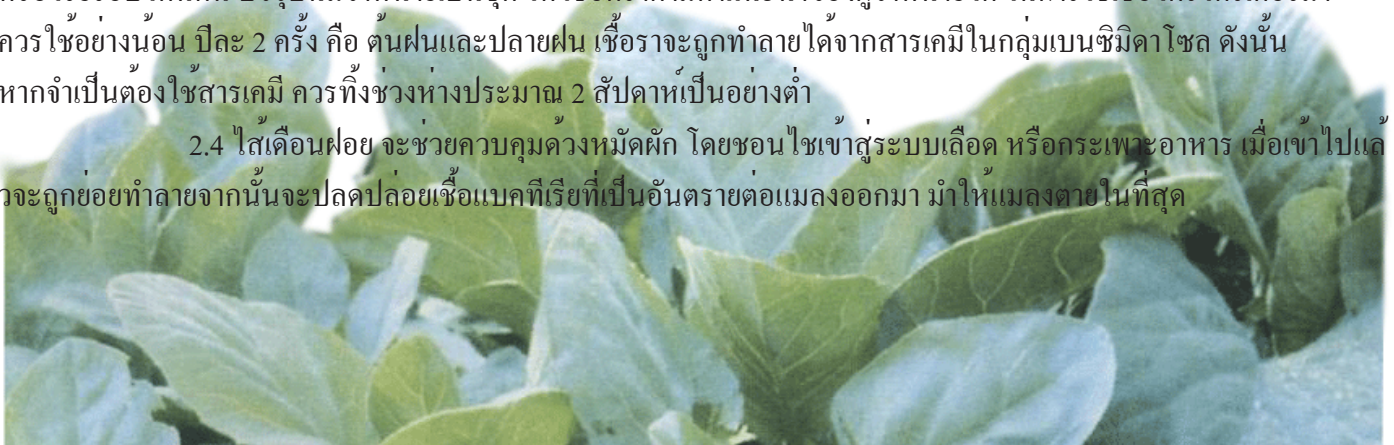 ควรใช้อย่างน้อน ปีละ 2 ครั้ง คือ ต้นฝนและปลายฝน เชื้อราจะถูกทำลายได้จากสารเคมีในกลุ่มเบนซิมิดาโซล ดังนั้น
หากจำเป็นต้องใช้สารเคมี ควรทิ้งช่วงห่างประมาณ 2 สัปดาห์เป็นอย่างต่ำ
2.4 ไส้เดือนฝอย จะช่วยควบคุมด้วงหมัดผัก โดยชอนไชเข้าสู่ระบบเลือด หรือกระเพาะอาหาร เมื่อเข้าไปแล้
วจะถูกย่อยทำลายจากนั้นจะปลดปล่อยเชื้อแบคทีเรียที่เป็นอันตรายต่อแมลงออกมา มำให้แมลงตายในที่สุด